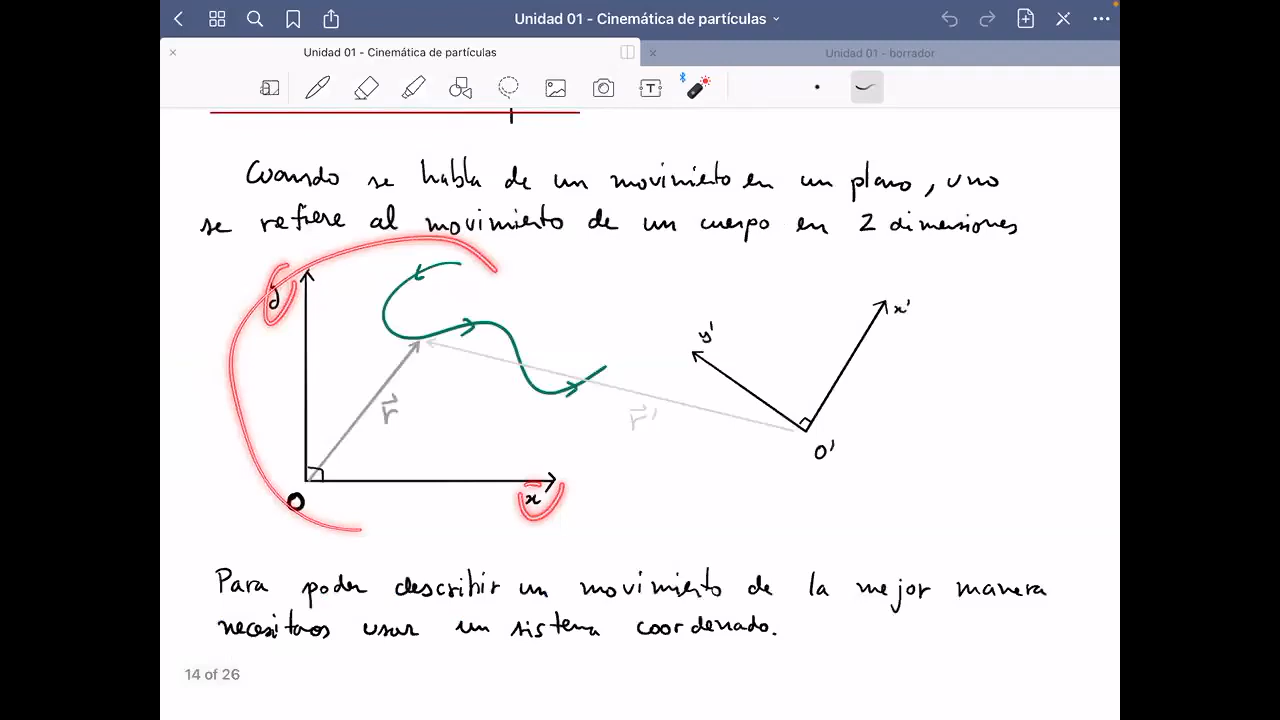 Unidad 01 - Cinemática de partículas
Unidad 01 - Cinemática de partículas
Unidad 01 - borrador
Cuando se habla de un movimiento en un plano, uno
se refiere al movimiento de un cuerpo en 2 dimensiones
y'
x'
r
r'
O'
O
x
Para poder describir un movimiento de la mejor manera
necesitaos usar un sistema coordenado.
14 of 26